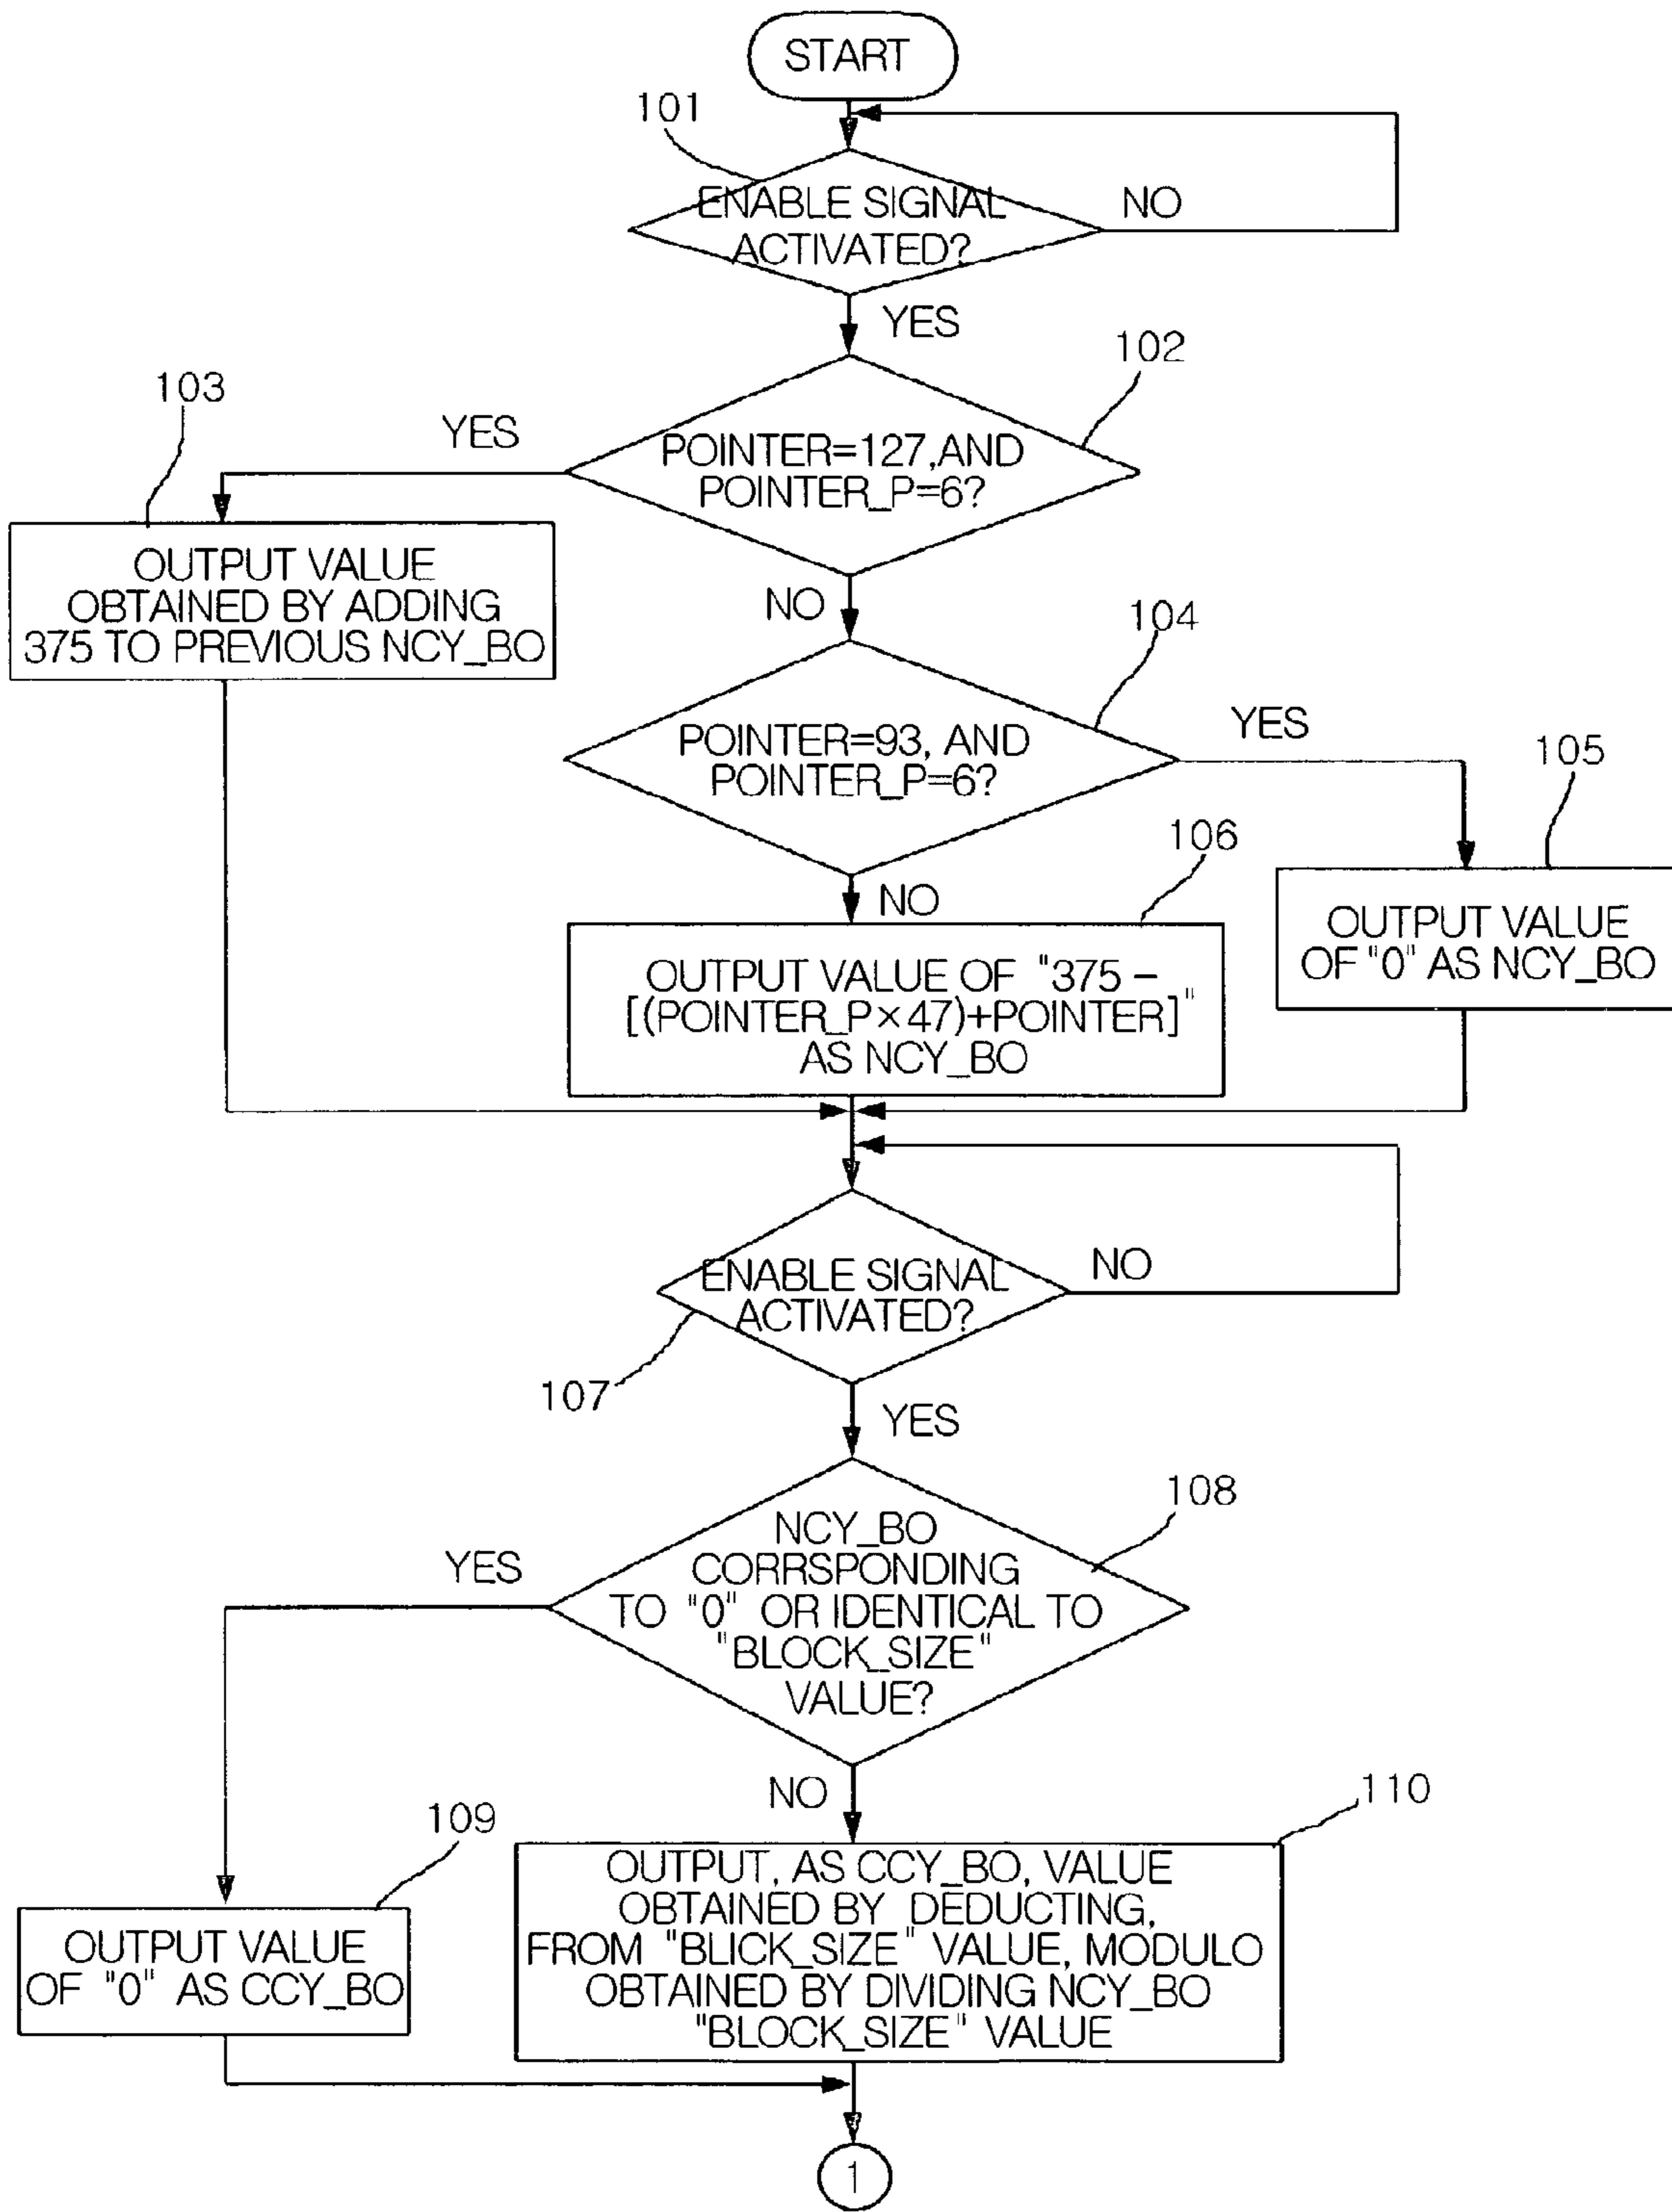 START
101
ENABLE SIGNAL
ACTIVATED?
NO
YES
102
POINTER=127,AND
POINTER_P=6?
YES
103
OUTPUT VALUE
OBTAINED BY ADDING
375 TO PREVIOUS NCY_BO
NO
104
POINTER=93, AND
POINTER_P=6?
YES
105
OUTPUT VALUE
OF "0" AS NCY_BO
NO
106
OUTPUT VALUE OF "375 –
[(POINTER_P×47)+POINTER]"
AS NCY_BO
ENABLE SIGNAL
ACTIVATED?
NO
107
YES
108
NCY_BO
CORRSPONDING
TO "0" OR IDENTICAL TO
"BLOCK_SIZE"
VALUE?
YES
NO
109
OUTPUT VALUE
OF "0" AS CCY_BO
110
OUTPUT, AS CCY_BO, VALUE
OBTAINED BY DEDUCTING,
FROM "BLICK_SIZE" VALUE, MODULO
OBTAINED BY DIVIDING NCY_BO
"BLOCK_SIZE" VALUE
1